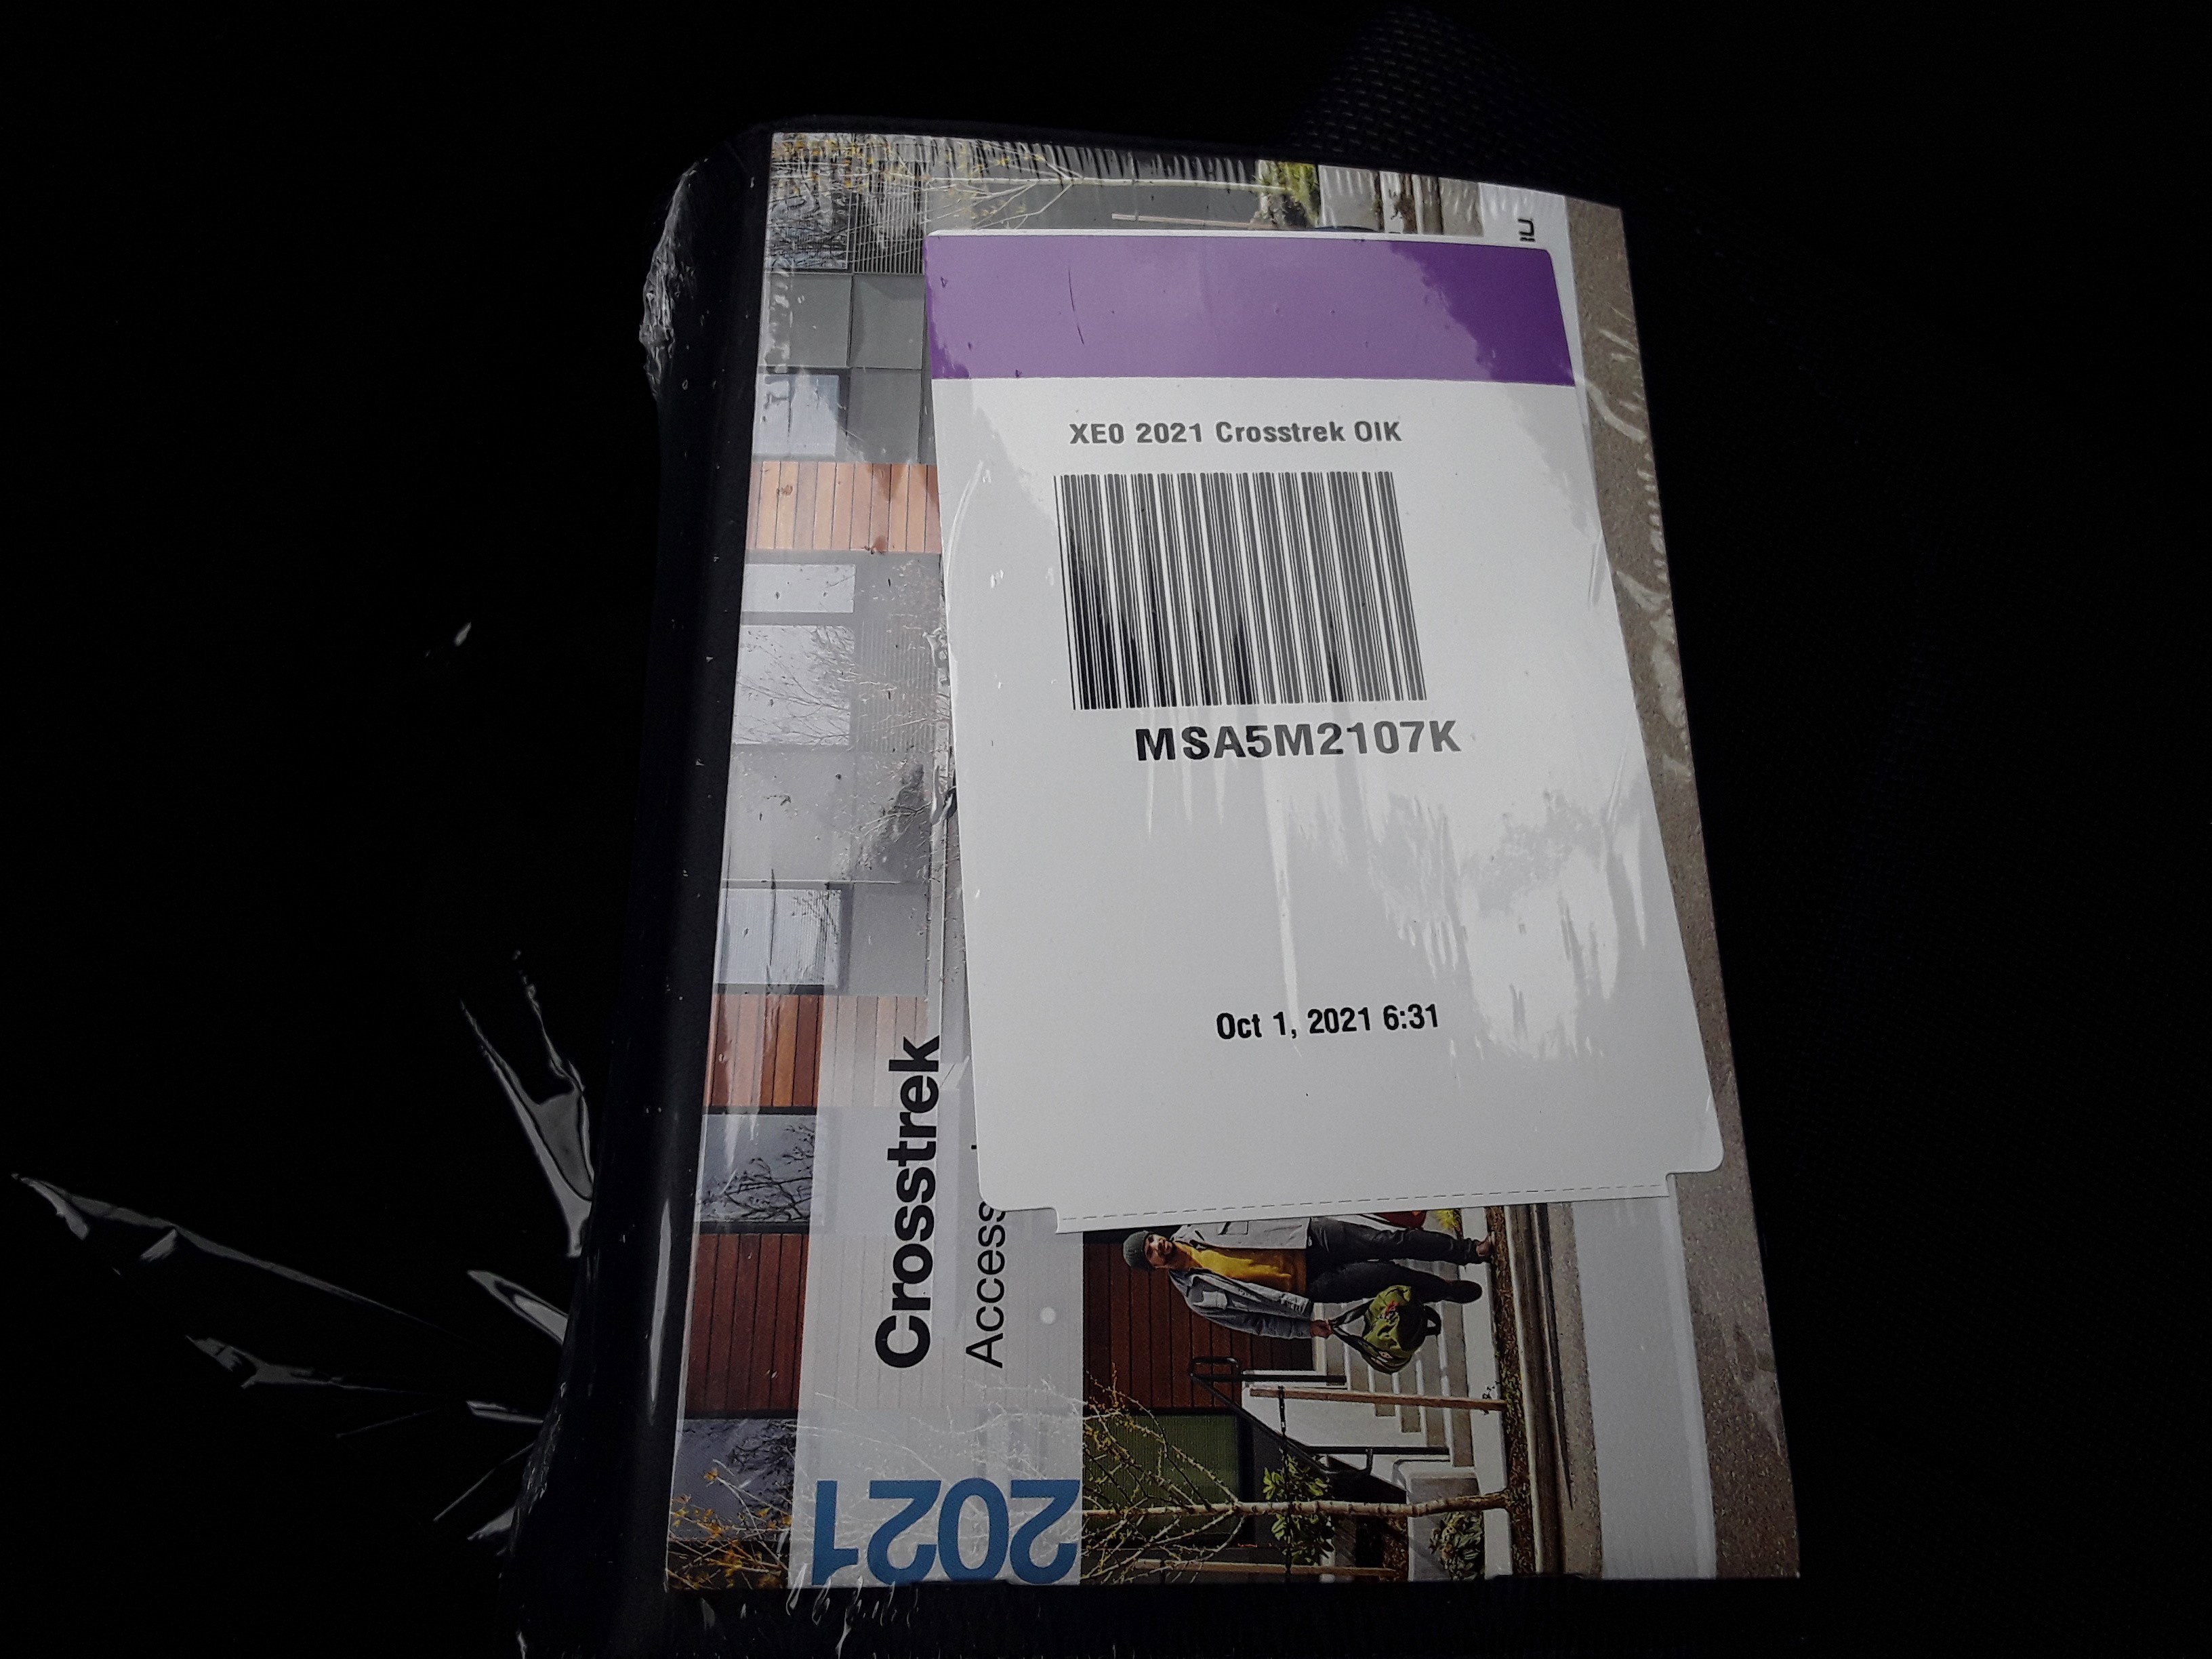 XE0 2021 Crosstrek OIK
MSA5M2107K
Oct 1, 2021 6:31
Crosstrek
2021